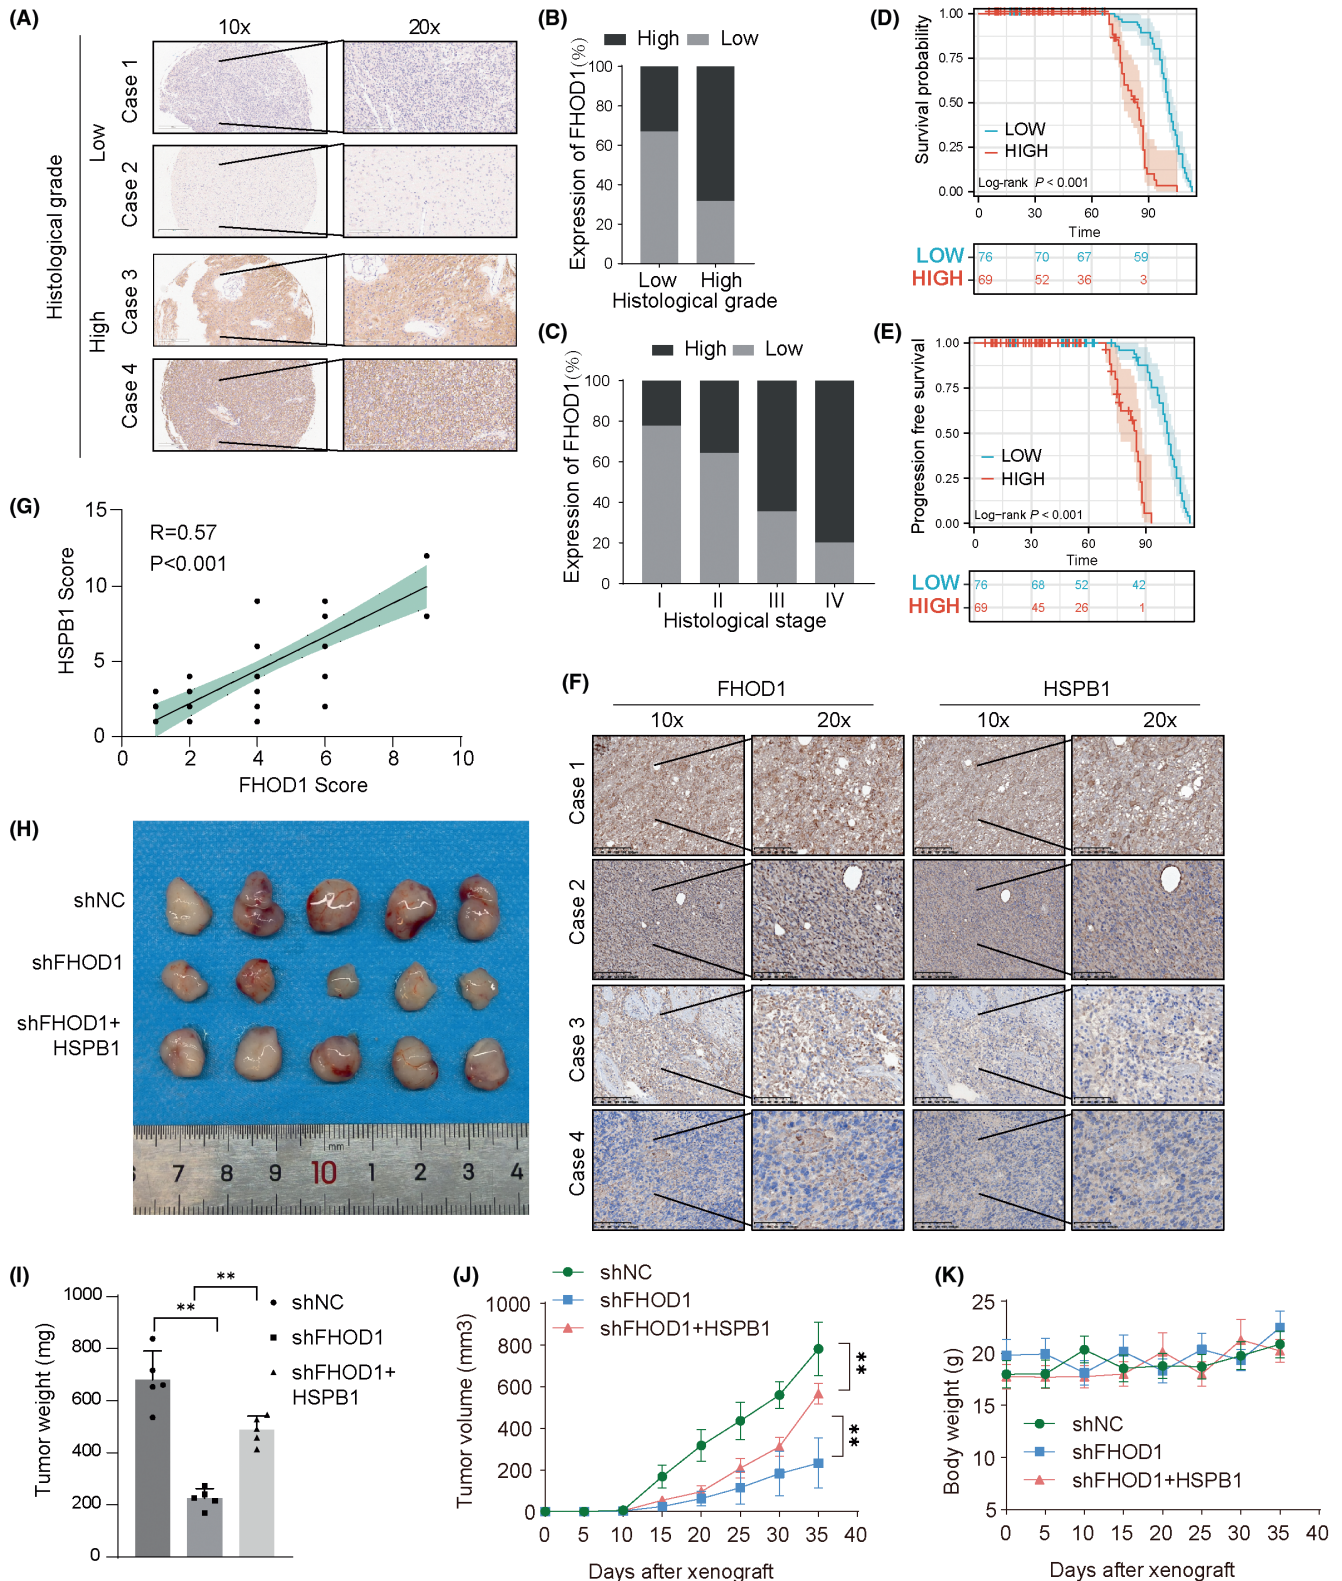 (A)
10x 20x
Histological grade
Low
High
Case 1
Case 2
Case 3
Case 4
(B)
High Low
Expression of FHOD1(%)
100
80
60
40
20
0
Low High
Histological grade
(C)
High Low
Expression of FHOD1(%)
100
80
60
40
20
0
I II III IV
Histological stage
(D)
Survival probability
1.00
0.75
0.50
0.25
0.00
LOW
HIGH
Log-rank P < 0.001
0 30 60 90
Time
LOW 76 70 67 59
HIGH 69 52 36 3
(E)
Progression free survival
1.00
0.75
0.50
0.25
0.00
LOW
HIGH
Log-rank P < 0.001
0 30 60 90
Time
LOW 76 68 52 42
HIGH 69 45 26 1
(G)
HSPB1 Score
15
10
5
0
R=0.57
P<0.001
0 2 4 6 8 10
FHOD1 Score
(F)
FHOD1 HSPB1
10x 20x 10x 20x
Case 1
Case 2
Case 3
Case 4
(H)
shNC
shFHOD1
shFHOD1+
HSPB1
mm
7 8 9 10 1 2 3 4
(I)
Tumor weight (mg)
1000
800
600
400
200
0
**
**
shNC
shFHOD1
shFHOD1+
HSPB1
(J)
shNC
shFHOD1
shFHOD1+HSPB1
Tumor volume (mm3)
1000
800
600
400
200
0
**
**
0 5 10 15 20 25 30 35 40
Days after xenograft
(K)
Body weight (g)
25
20
15
10
5
shNC
shFHOD1
shFHOD1+HSPB1
0 5 10 15 20 25 30 35 40
Days after xenograft